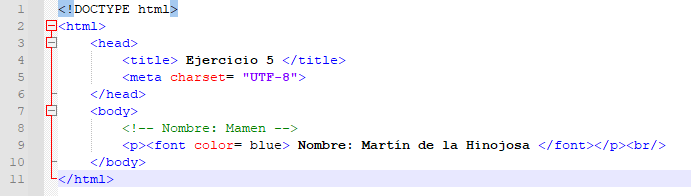 1 <!DOCTYPE html>
2 <html>
3 <head>
4 <title> Ejercicio 5 </title>
5 <meta charset= "UTF-8">
6 </head>
7 <body>
8 <!-- Nombre: Mamen -->
9 <p><font color= blue> Nombre: Martín de la Hinojosa </font></p><br/>
10 </body>
11 </html>